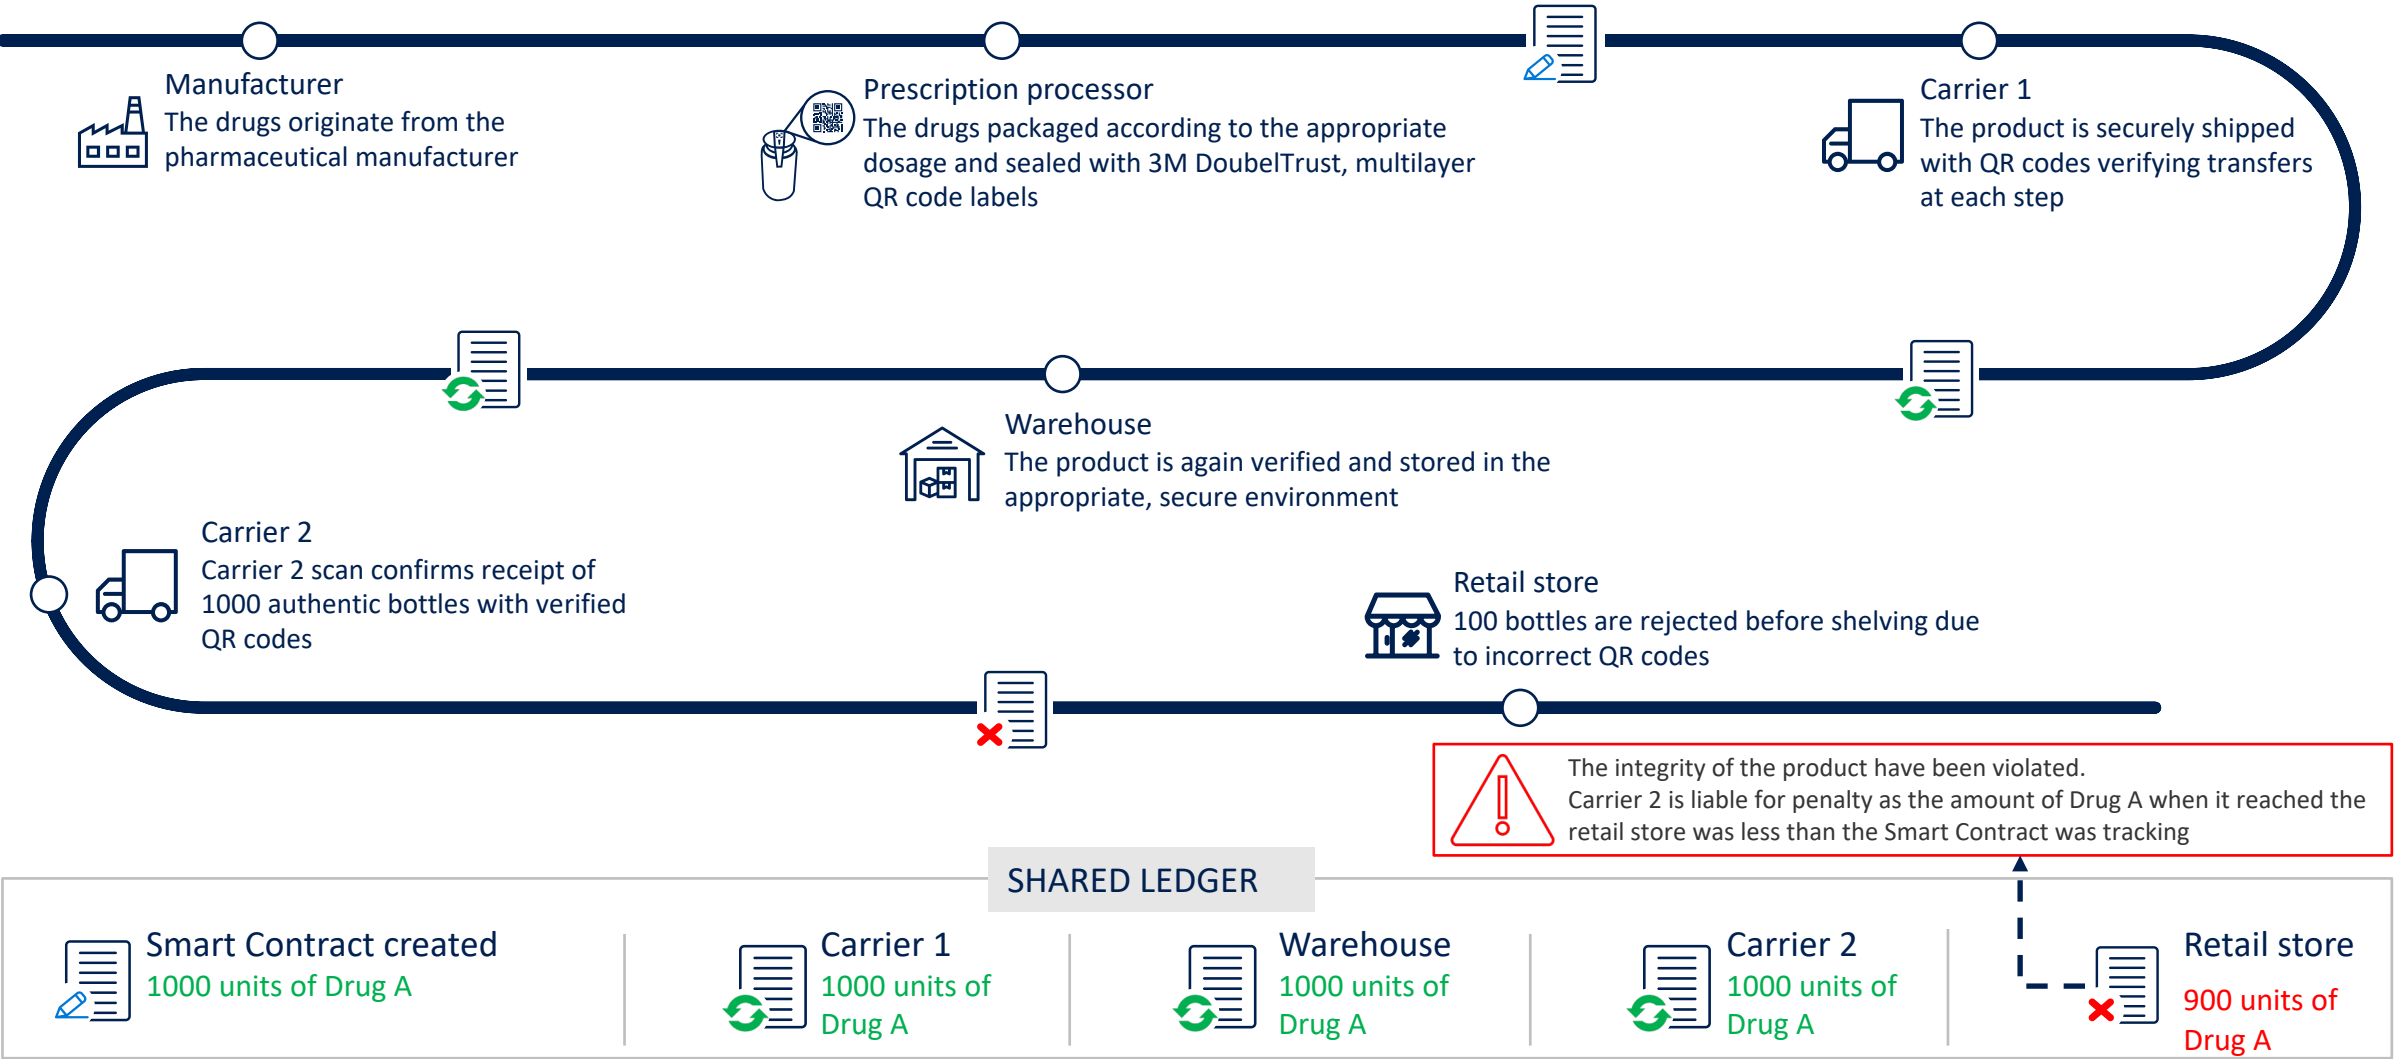 Manufacturer
The drugs originate from the
pharmaceutical manufacturer
Prescription processor
The drugs packaged according to the appropriate
dosage and sealed with 3M DoubelTrust, multilayer
QR code labels
Carrier 1
The product is securely shipped
with QR codes verifying transfers
at each step
Warehouse
The product is again verified and stored in the
appropriate, secure environment
Carrier 2
Carrier 2 scan confirms receipt of
1000 authentic bottles with verified
QR codes
Retail store
100 bottles are rejected before shelving due
to incorrect QR codes
The integrity of the product have been violated.
Carrier 2 is liable for penalty as the amount of Drug A when it reached the
retail store was less than the Smart Contract was tracking
SHARED LEDGER
Smart Contract created
1000 units of Drug A
Carrier 1
1000 units of
Drug A
Warehouse
1000 units of
Drug A
Carrier 2
1000 units of
Drug A
Retail store
900 units of
Drug A